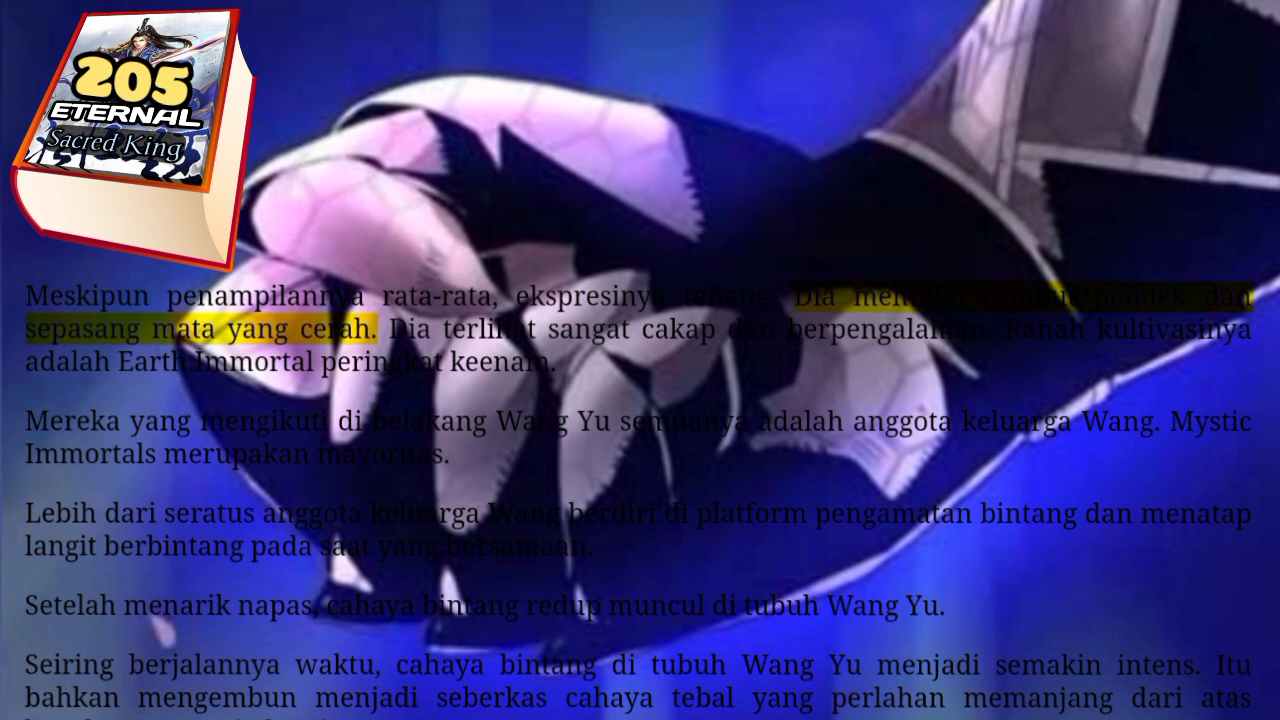 205
ETERNAL
Sacred King
Meskipun penampilannya rata-rata, ekspresinya tenang. Dia memiliki rambut pendek dan
sepasang mata yang cerah. Dia terlihat sangat cakap dan berpengalaman. Ranah kultivasinya
adalah Earth Immortal peringkat keenam.
Mereka yang mengikuti di belakang Wang Yu semuanya adalah anggota keluarga Wang. Mystic
Immortals merupakan mayoritas.
Lebih dari seratus anggota keluarga Wang berdiri di platform pengamatan bintang dan menatap
langit berbintang pada saat yang bersamaan.
Setelah menarik napas, cahaya bintang redup muncul di tubuh Wang Yu.
Seiring berjalannya waktu, cahaya bintang di tubuh Wang Yu menjadi semakin intens. Itu
bahkan mengembun menjadi seberkas cahaya tebal yang perlahan memanjang dari atas